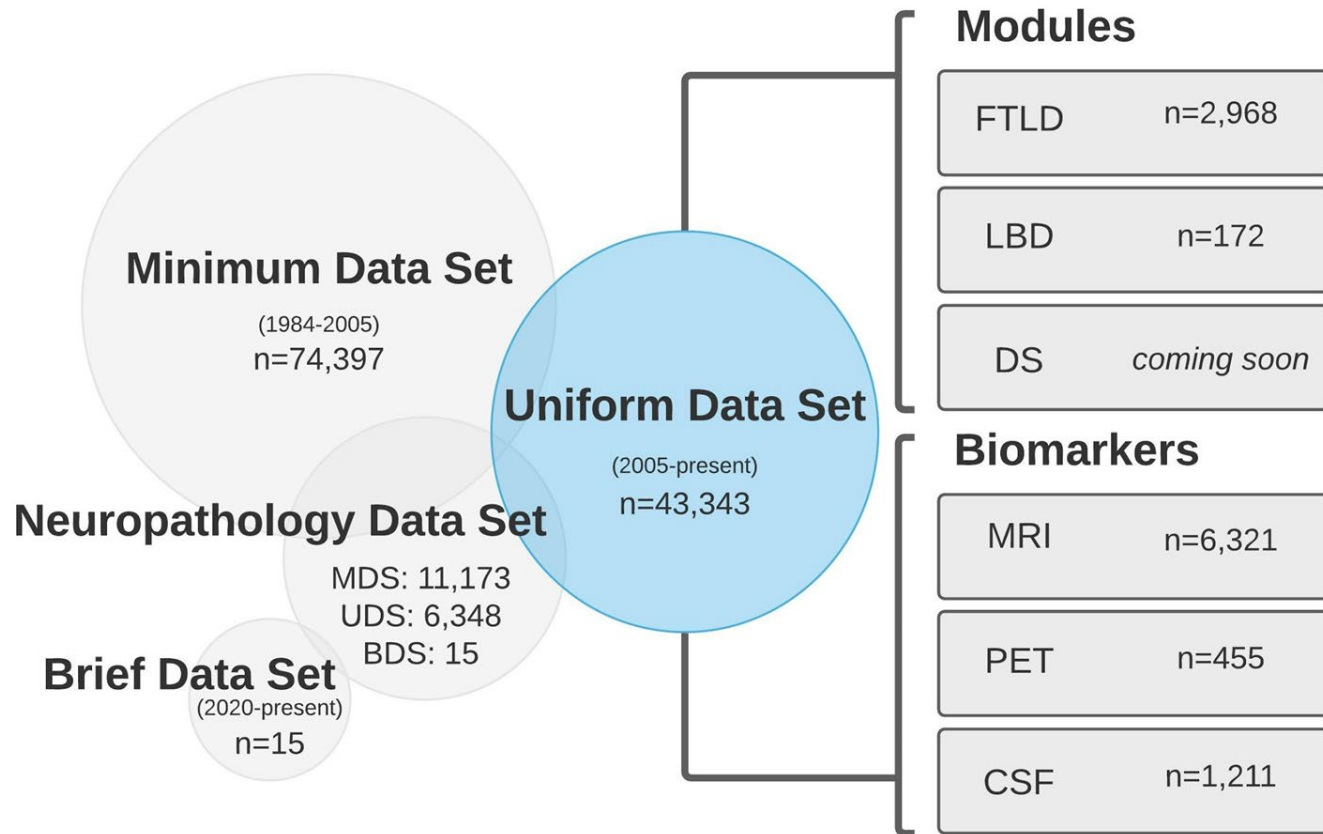 Minimum Data Set
(1984-2005)
n=74,397
Neuropathology Data Set
MDS: 11,173
UDS: 6,348
BDS: 15
Brief Data Set
(2020-present)
n=15
Uniform Data Set
(2005-present)
n=43,343
Modules
FTLD n=2,968
LBD n=172
DS coming soon
Biomarkers
MRI n=6,321
PET n=455
CSF n=1,211